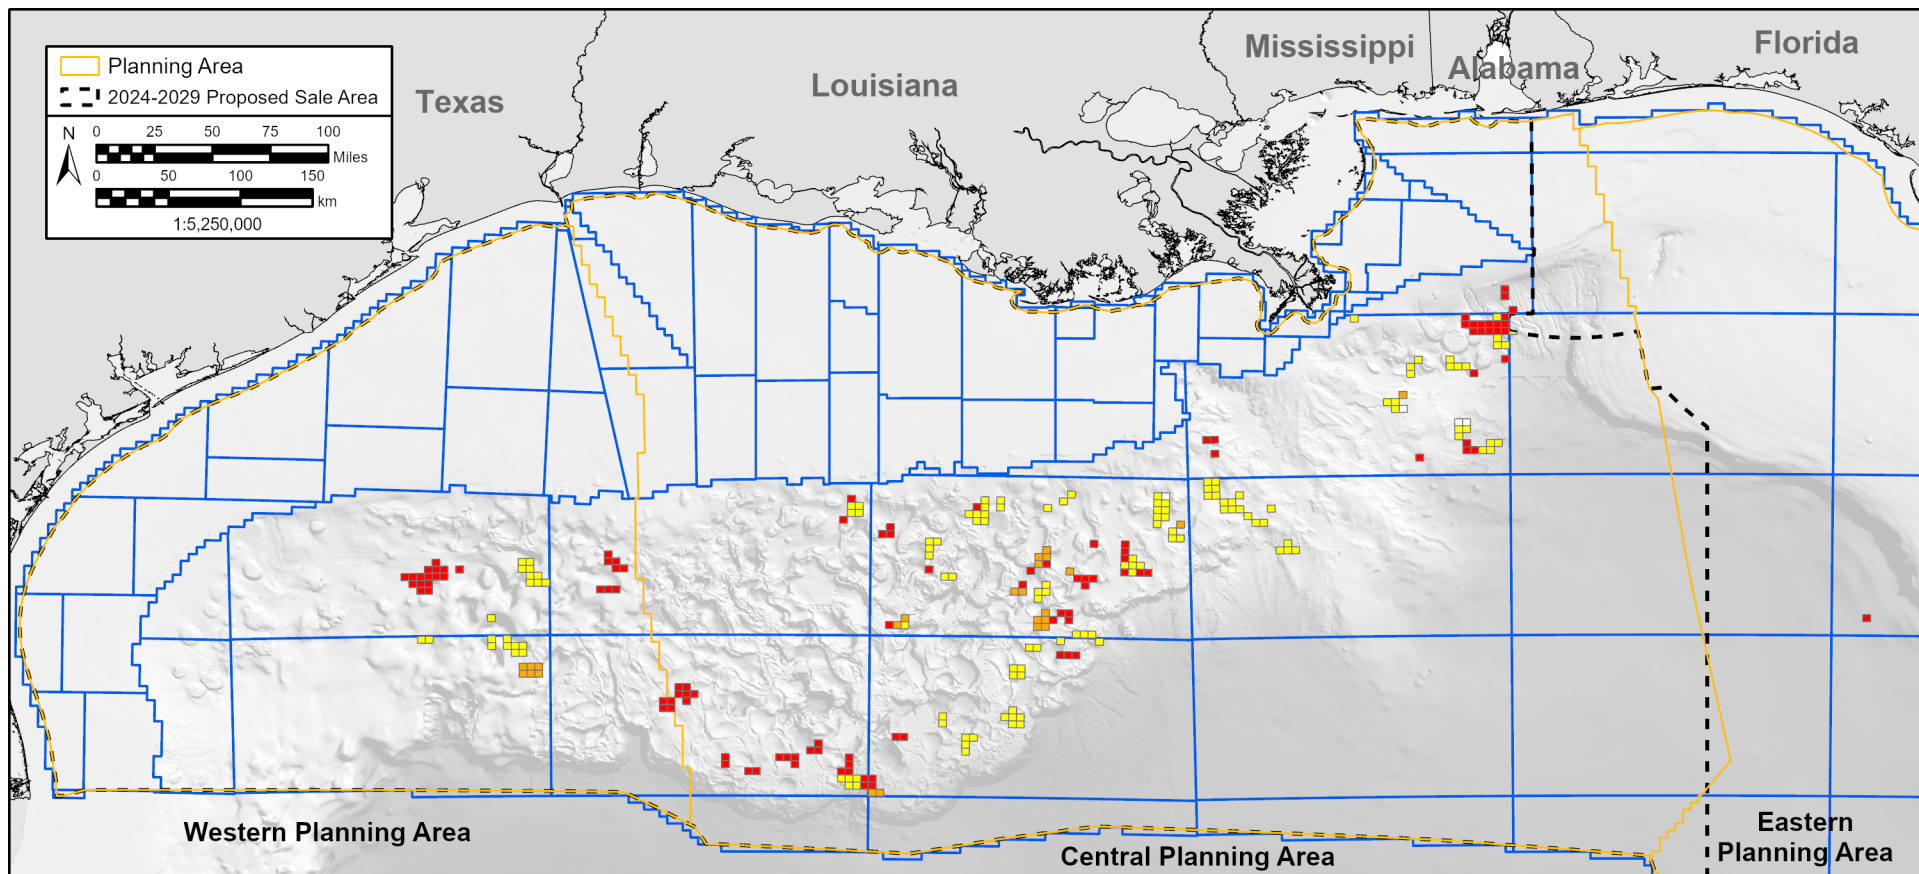 Mississippi
Florida
Alabama
Louisiana
Texas
Planning Area
2024-2029 Proposed Sale Area
N
0 25 50 75 100
Miles
0 50 100 150
km
1:5,250,000
Western Planning Area
Central Planning Area
Eastern
Planning Area